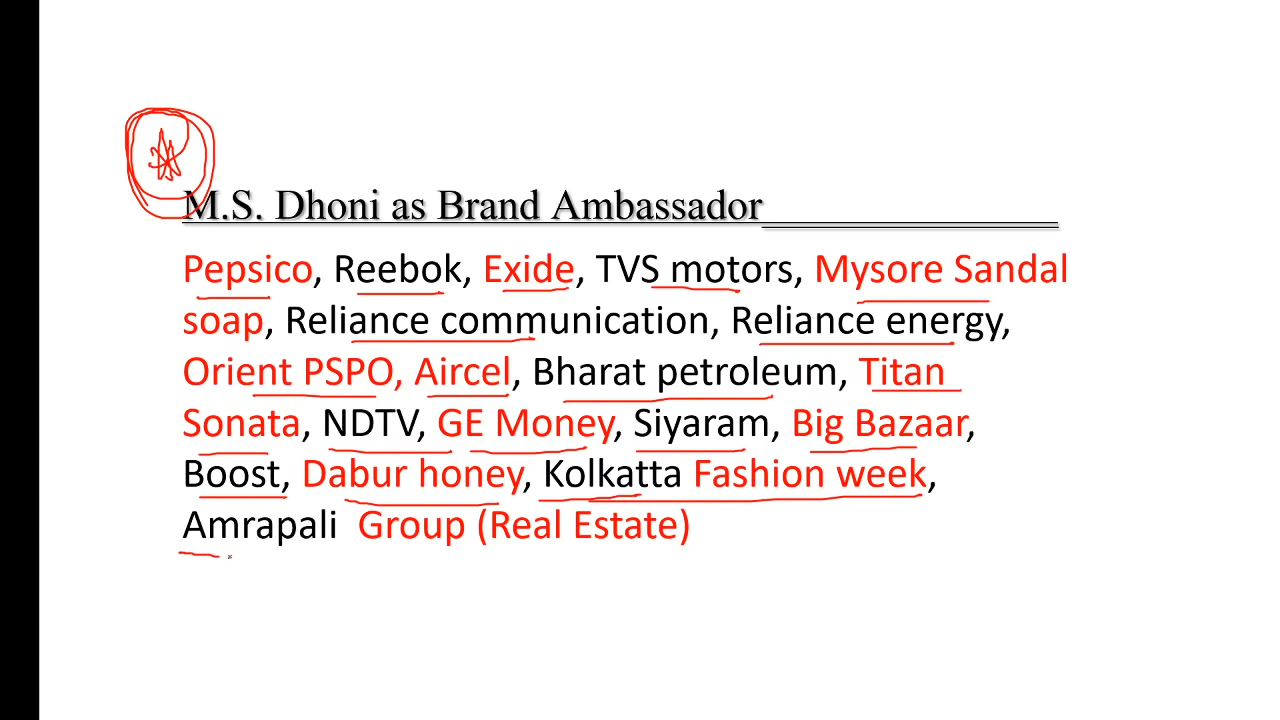 M.S. Dhoni as Brand Ambassador
Pepsico, Reebok, Exide, TVS motors, Mysore Sandal
soap, Reliance communication, Reliance energy,
Orient PSPO, Aircel, Bharat petroleum, Titan
Sonata, NDTV, GE Money, Siyaram, Big Bazaar,
Boost, Dabur honey, Kolkatta Fashion week,
Amrapali Group (Real Estate)